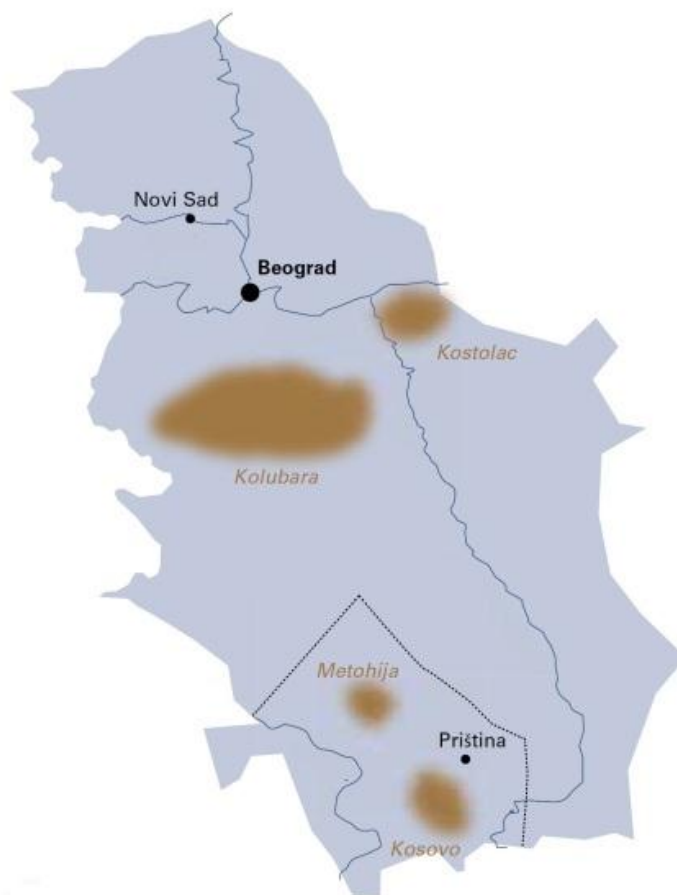 Novi Sad
Beograd
Kostolac
Kolubara
Metohija
Priština
Kosovo